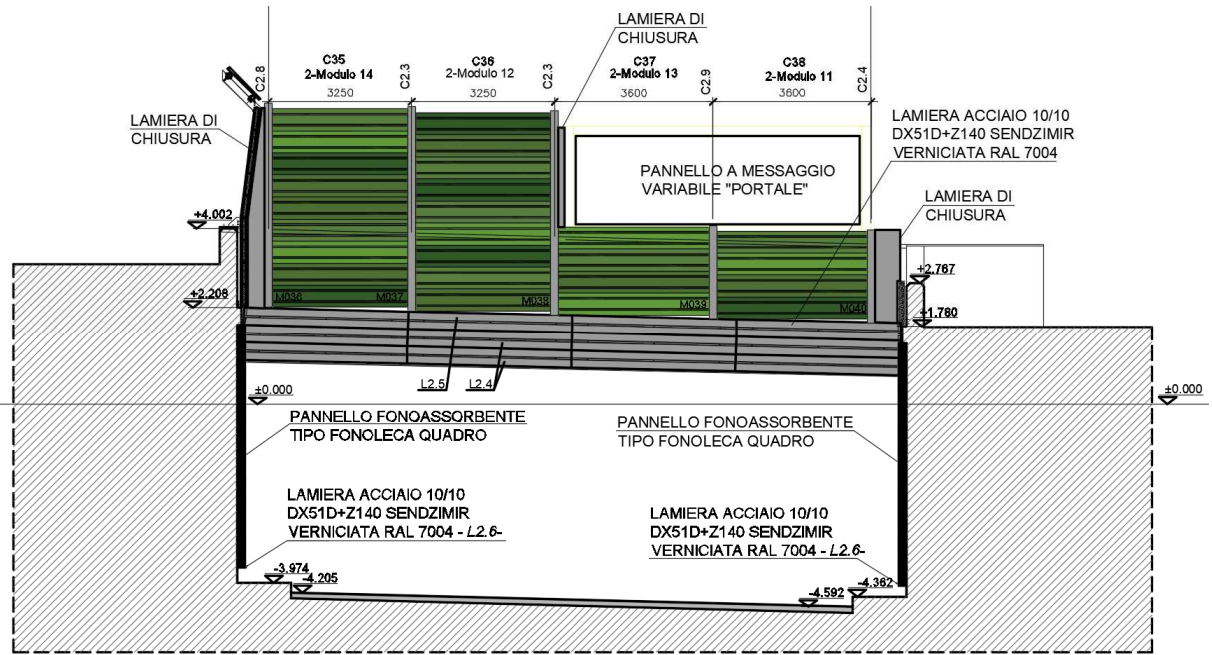 LAMIERA DI
CHIUSURA
C2.8
C35
2-Modulo 14
3250
C2.3
C36
2-Modulo 12
3250
C2.3
C37
2-Modulo 13
3600
C2.9
C38
2-Modulo 11
3600
C2.4
LAMIERA DI
CHIUSURA
LAMIERA ACCIAIO 10/10
DX51D+Z140 SENDZIMIR
VERNICIATA RAL 7004
PANNELLO A MESSAGGIO
VARIABILE "PORTALE"
LAMIERA DI
CHIUSURA
+4.002
+2.208
+2.767
+1.760
M036
M037
M038
M039
M040
L2.5
L2.4
±0.000
±0.000
PANNELLO FONOASSORBENTE
TIPO FONOLECA QUADRO
PANNELLO FONOASSORBENTE
TIPO FONOLECA QUADRO
LAMIERA ACCIAIO 10/10
DX51D+Z140 SENDZIMIR
VERNICIATA RAL 7004 - L2.6-
LAMIERA ACCIAIO 10/10
DX51D+Z140 SENDZIMIR
VERNICIATA RAL 7004 - L2.6-
-3.974
-4.205
-4.592
-4.362